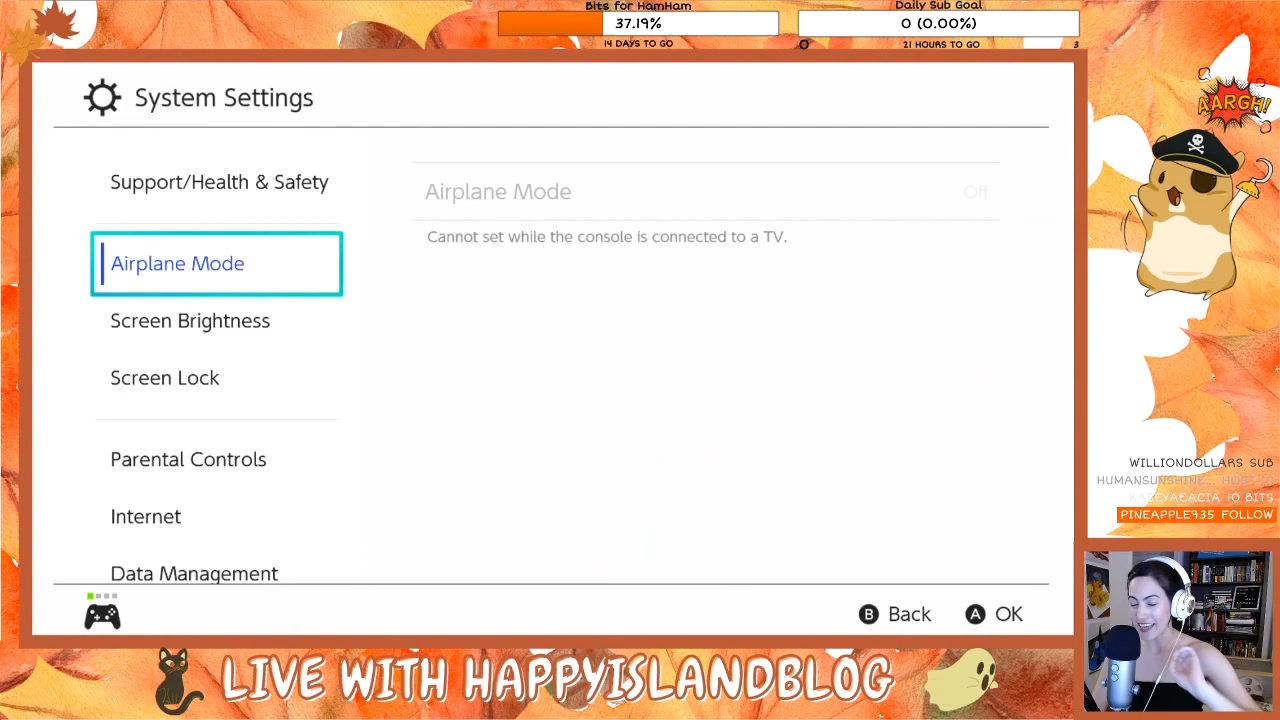 Bits for HamHam
37.19%
14 DAYS TO GO
Daily Sub Goal
0 (0.00%)
0
21 HOURS TO GO
3
System Settings
Support/Health & Safety
Airplane Mode
Screen Brightness
Screen Lock
Parental Controls
Internet
Data Management
Airplane Mode
Off
Cannot set while the console is connected to a TV.
B Back
A OK
AARGH!
WILLIONDOLLARS SUB
HUMANSUNSHINE... HOST
KASEYACACIA 10 BITS
PINEAPPLE935 FOLLOW
LIVE WITH HAPPYISLANDBLOG